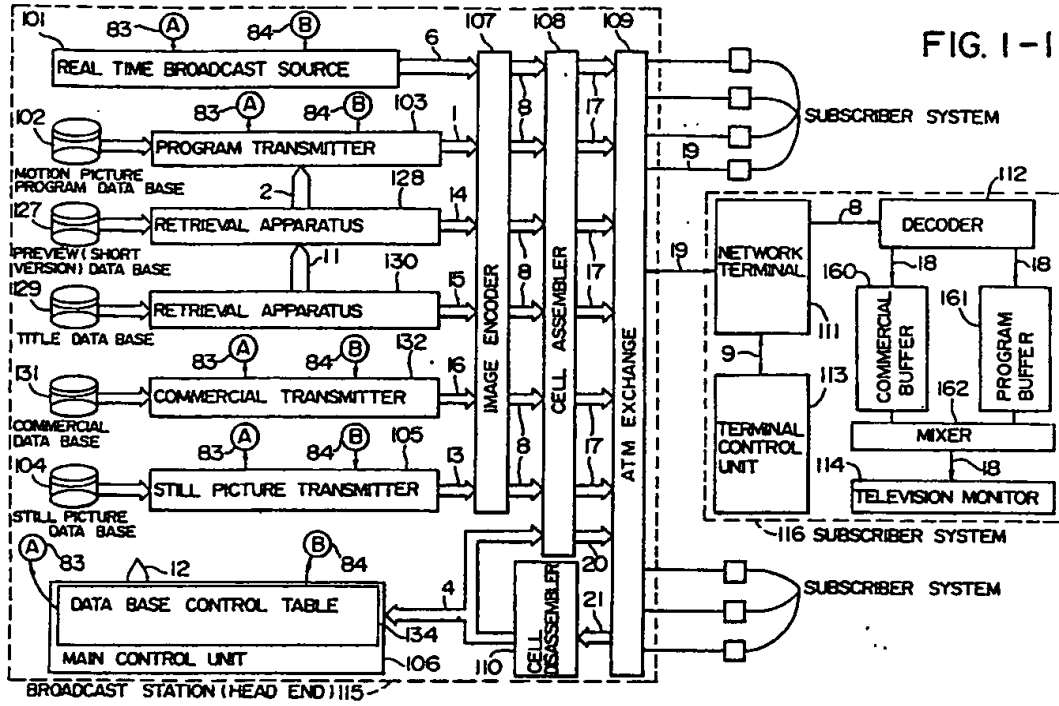 FIG. 1-1
101
83
A
84
B
6
107
108
109
REAL TIME BROADCAST SOURCE
8
17
102
83
A
84
B
103
1
PROGRAM TRANSMITTER
MOTION PICTURE
PROGRAM DATA BASE
8
17
SUBSCRIBER SYSTEM
19
2
128
127
RETRIEVAL APPARATUS
14
PREVIEW (SHORT
VERSION) DATA BASE
8
17
11
130
129
RETRIEVAL APPARATUS
15
TITLE DATA BASE
8
17
83
A
84
B
132
131
COMMERCIAL TRANSMITTER
16
COMMERCIAL
DATA BASE
8
17
83
A
84
B
105
104
STILL PICTURE TRANSMITTER
13
STILL PICTURE
DATA BASE
8
17
IMAGE ENCODER
CELL ASSEMBLER
ATM EXCHANGE
A
83
12
B
84
DATA BASE CONTROL TABLE
134
MAIN CONTROL UNIT
106
4
20
21
CELL
DISASSEMBLER
110
BROADCAST STATION (HEAD END) 115
19
NETWORK
TERMINAL
111
8
112
DECODER
18
18
160
COMMERCIAL
BUFFER
161
PROGRAM
BUFFER
9
113
TERMINAL
CONTROL
UNIT
162
MIXER
114
18
TELEVISION MONITOR
116 SUBSCRIBER SYSTEM
SUBSCRIBER SYSTEM